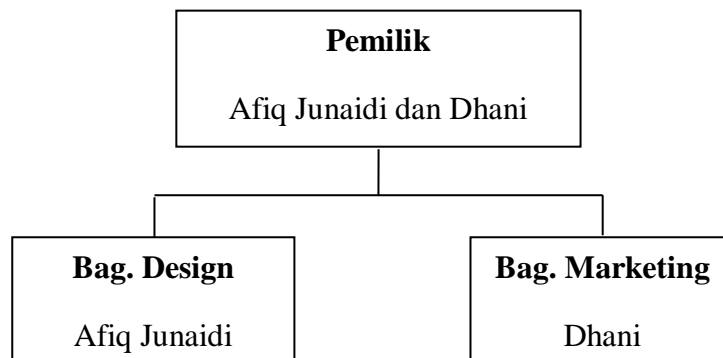 Pemilik
Afiq Junaidi dan Dhani
Bag. Design
Afiq Junaidi
Bag. Marketing
Dhani